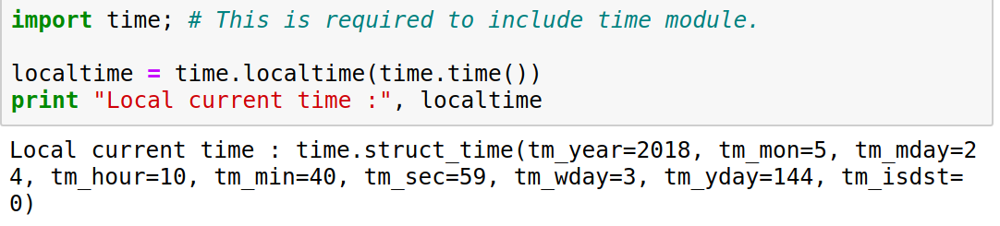 import time; # This is required to include time module.
localtime = time.localtime(time.time())
print "Local current time :", localtime
Local current time : time.struct_time(tm_year=2018, tm_mon=5, tm_mday=2
4, tm_hour=10, tm_min=40, tm_sec=59, tm_wday=3, tm_yday=144, tm_isdst=
0)